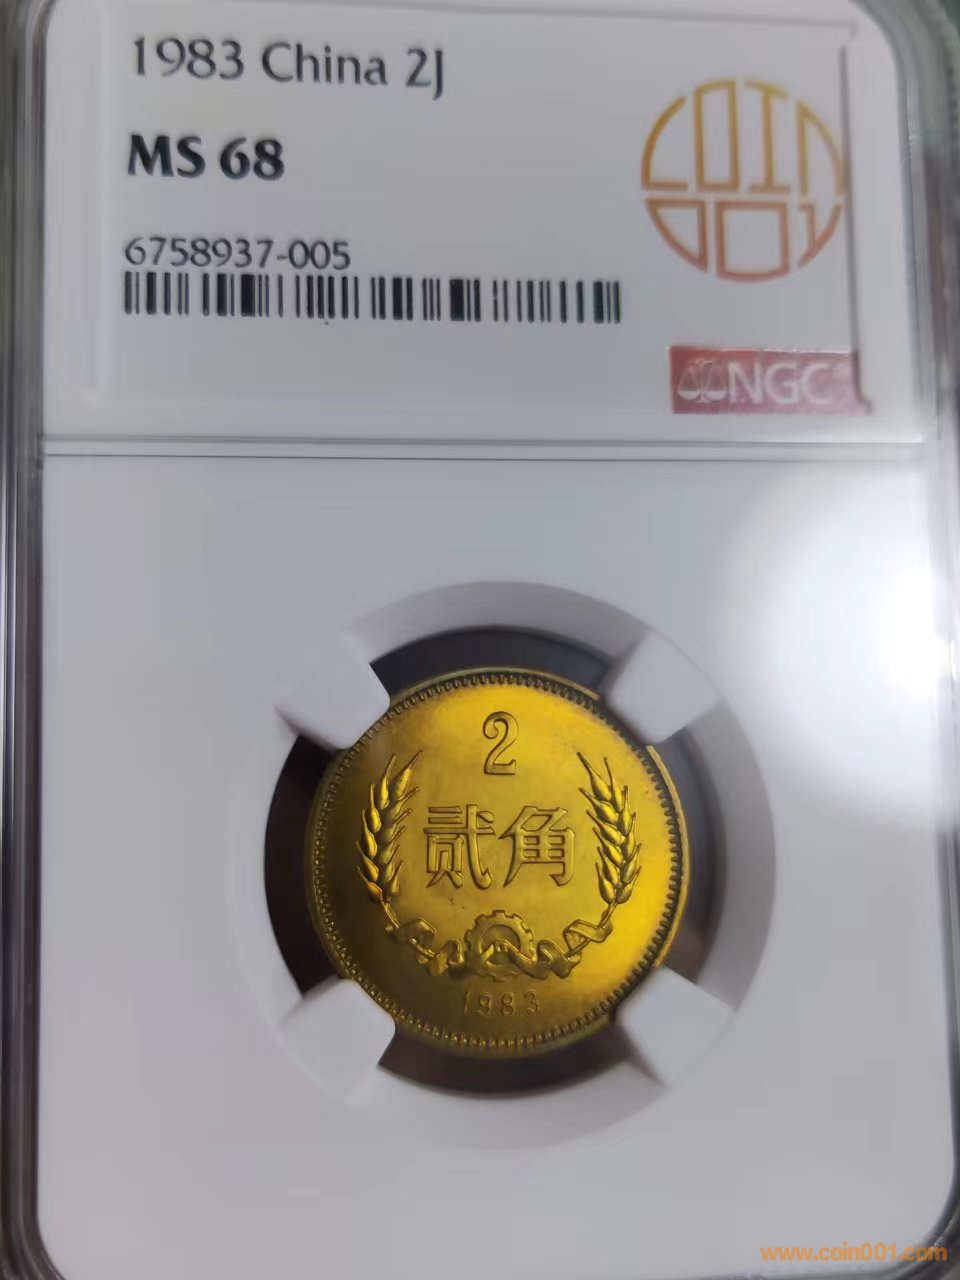 1983 China 2J
MS 68
6758937-005
COIN
001
NGC
2
贰角
1983
www.coin001.com